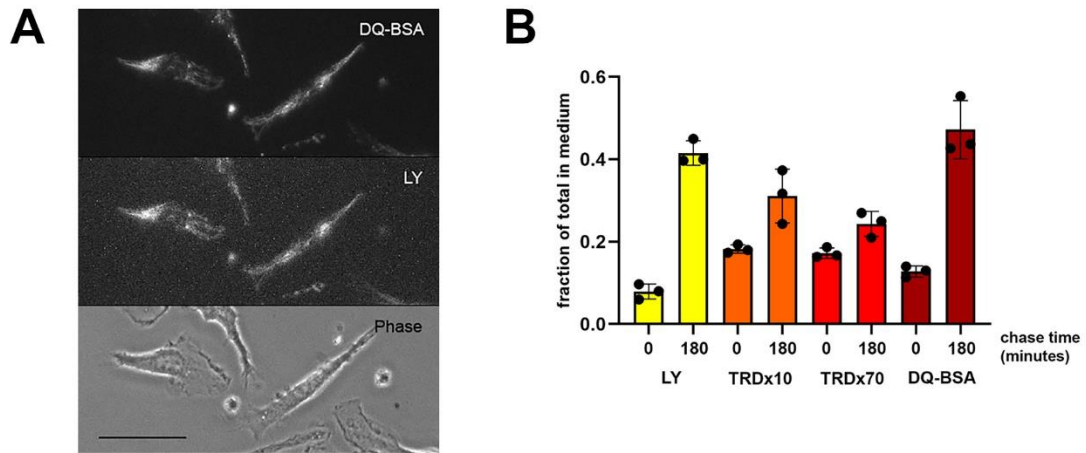 A
DQ-BSA
LY
Phase
B
fraction of total in medium
0.6
0.4
0.2
0.0
0 180 0 180 0 180 0 180
chase time
(minutes)
LY TRDx10 TRDx70 DQ-BSA